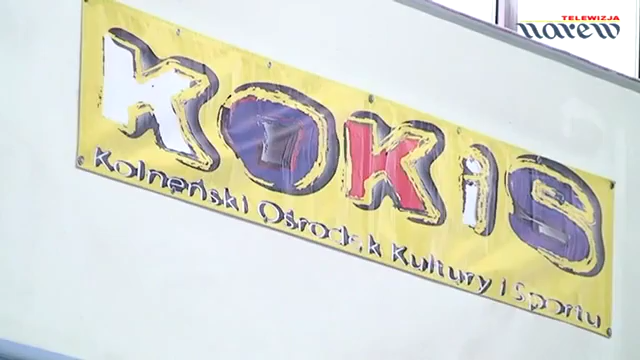 TELEWIZJA
narew
KOKiS
Kolneński Ośrodek Kultury i Sportu